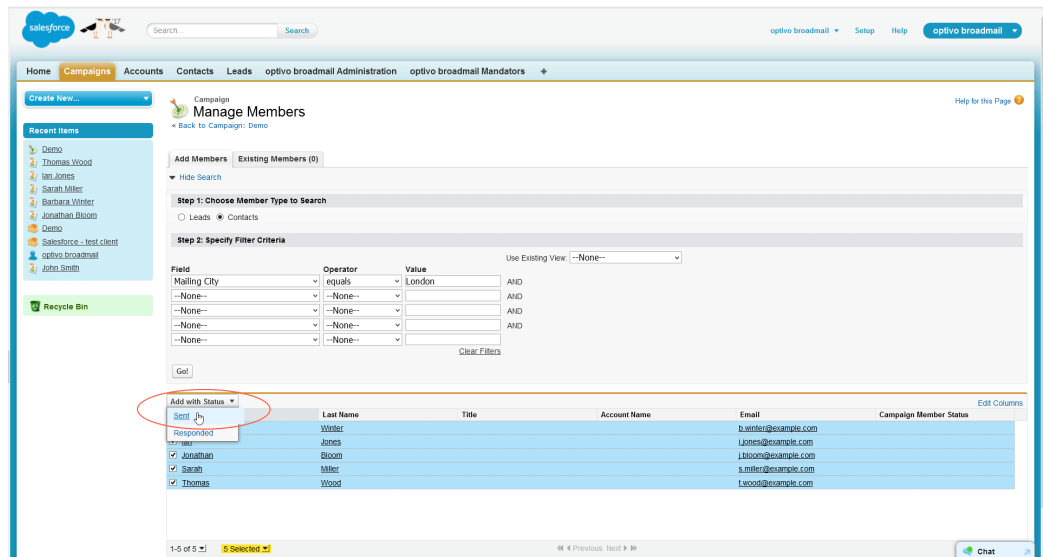 salesforce '17 Search... Search optivo broadmail Setup Help optivo broadmail
Home Campaigns Accounts Contacts Leads optivo broadmail Administration optivo broadmail Mandators +
Create New...
Recent Items
Demo
Thomas Wood
Ian Jones
Sarah Miller
Barbara Winter
Jonathan Bloom
Demo
Salesforce - test client
optivo broadmail
John Smith
Recycle Bin
Campaign
Manage Members
Help for this Page
« Back to Campaign: Demo
Add Members Existing Members (0)
Hide Search
Step 1: Choose Member Type to Search
Leads Contacts
Step 2: Specify Filter Criteria
Use Existing View: --None--
Field Operator Value
Mailing City equals London AND
--None-- --None-- AND
--None-- --None-- AND
--None-- --None-- AND
--None-- --None--
Clear Filters
Go!
Add with Status
Edit Columns
Sent
Responded
Last Name Title Account Name Email Campaign Member Status
Winter b.winter@example.com
Ian Jones i.jones@example.com
Jonathan Bloom j.bloom@example.com
Sarah Miller s.miller@example.com
Thomas Wood t.wood@example.com
1-5 of 5 5 Selected Previous Next
Chat